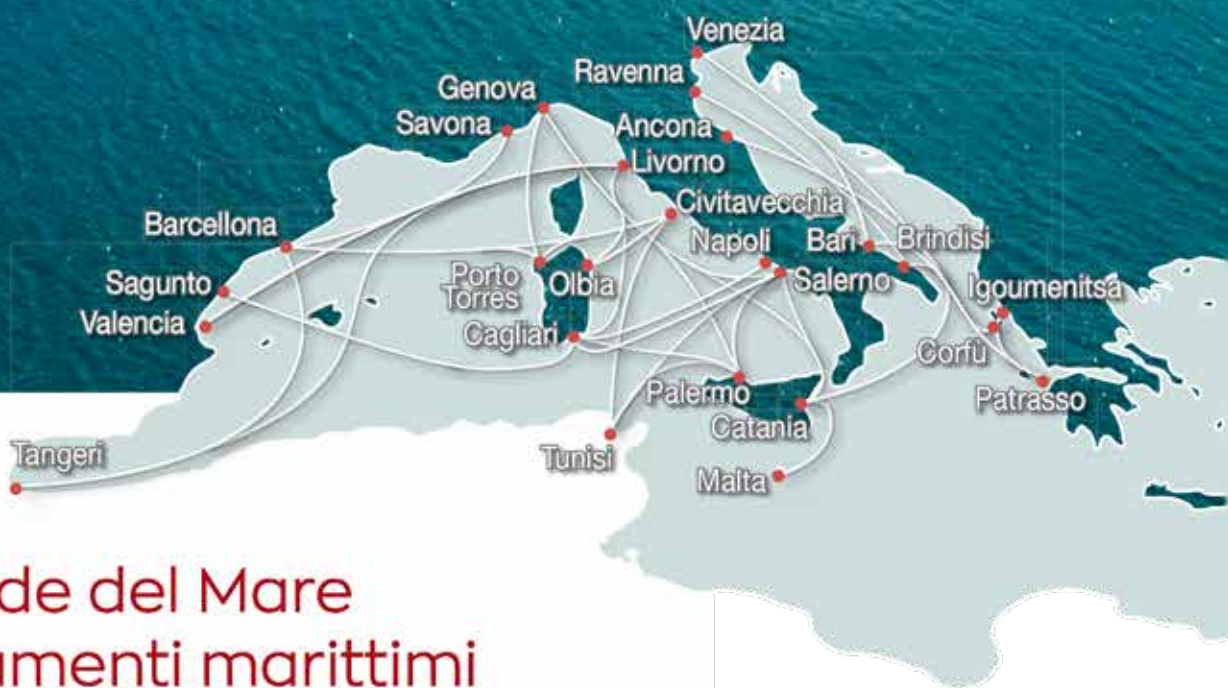 Venezia
Ravenna
Genova
Savona
Ancona
Livorno
Civitavecchia
Barcellona
Napoli
Bari
Brindisi
Sagunto
Porto
Torres
Olbia
Salerno
Igoumenitsa
Valencia
Cagliari
Corfù
Palermo
Patrasso
Catania
Tangeri
Tunisi
Malta
de del Mare
amenti marittimi